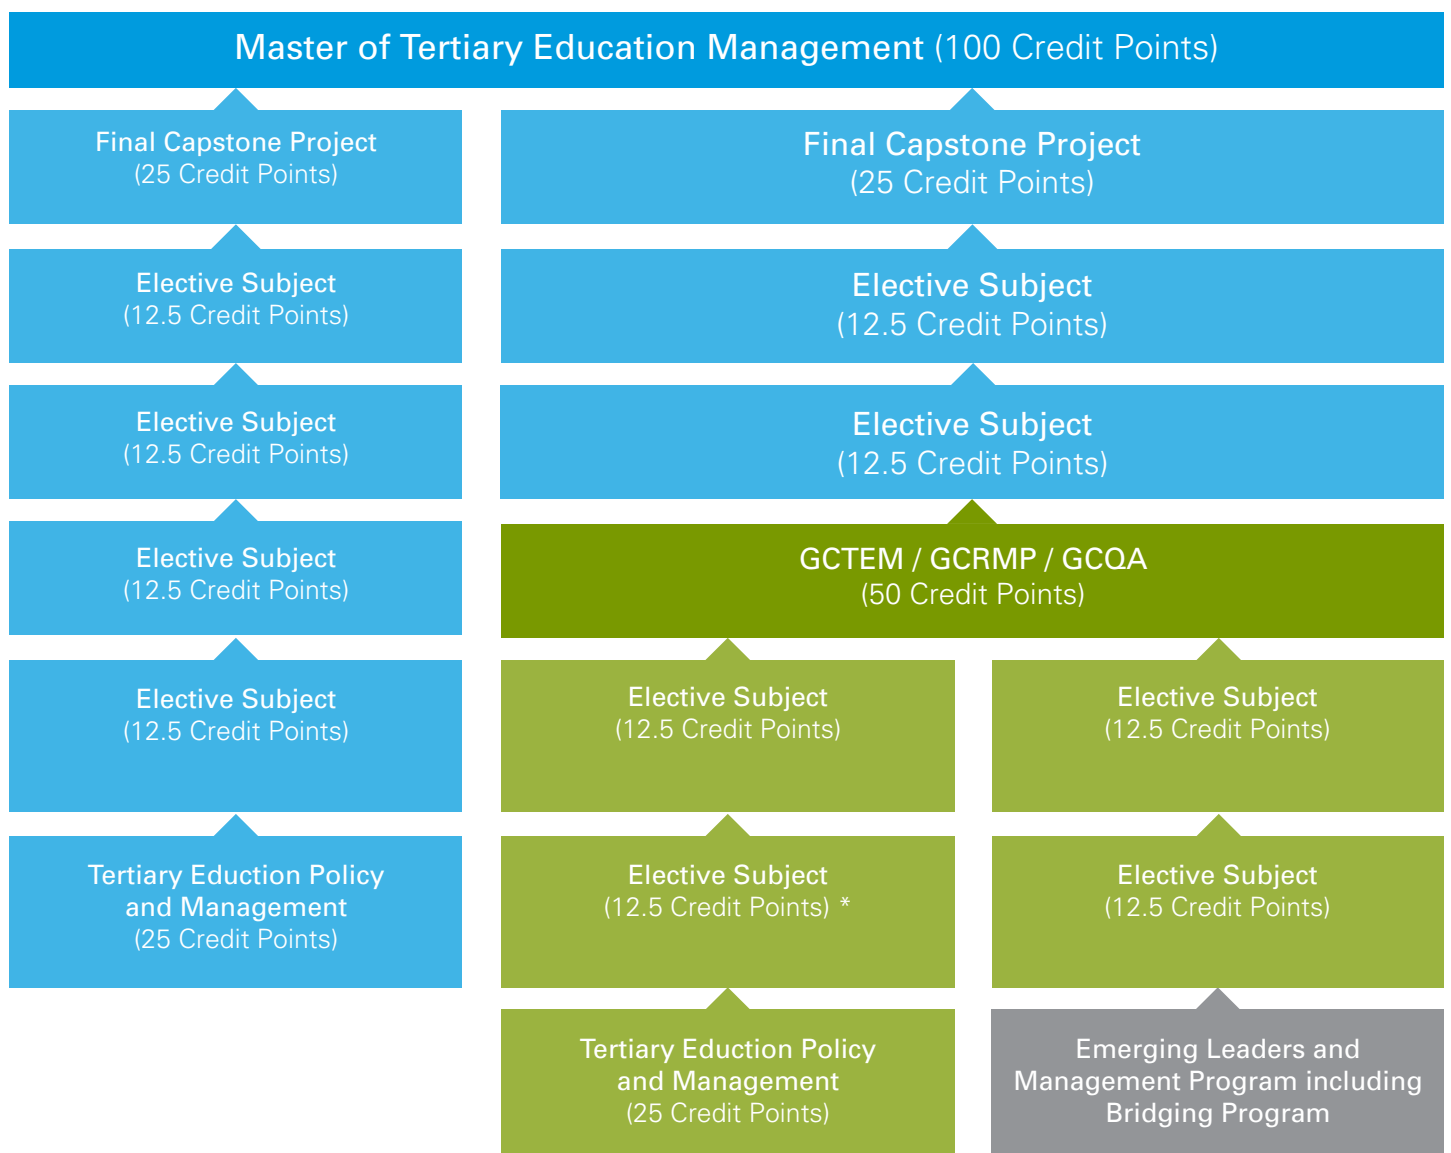 Master of Tertiary Education Management (100 Credit Points)
Final Capstone Project
(25 Credit Points)
Elective Subject
(12.5 Credit Points)
Elective Subject
(12.5 Credit Points)
Elective Subject
(12.5 Credit Points)
Elective Subject
(12.5 Credit Points)
Tertiary Eduction Policy
and Management
(25 Credit Points)
Final Capstone Project
(25 Credit Points)
Elective Subject
(12.5 Credit Points)
Elective Subject
(12.5 Credit Points)
GCTEM / GCRMP / GCQA
(50 Credit Points)
Elective Subject
(12.5 Credit Points)
Elective Subject
(12.5 Credit Points) *
Tertiary Eduction Policy
and Management
(25 Credit Points)
Elective Subject
(12.5 Credit Points)
Elective Subject
(12.5 Credit Points)
Emerging Leaders and
Management Program including
Bridging Program